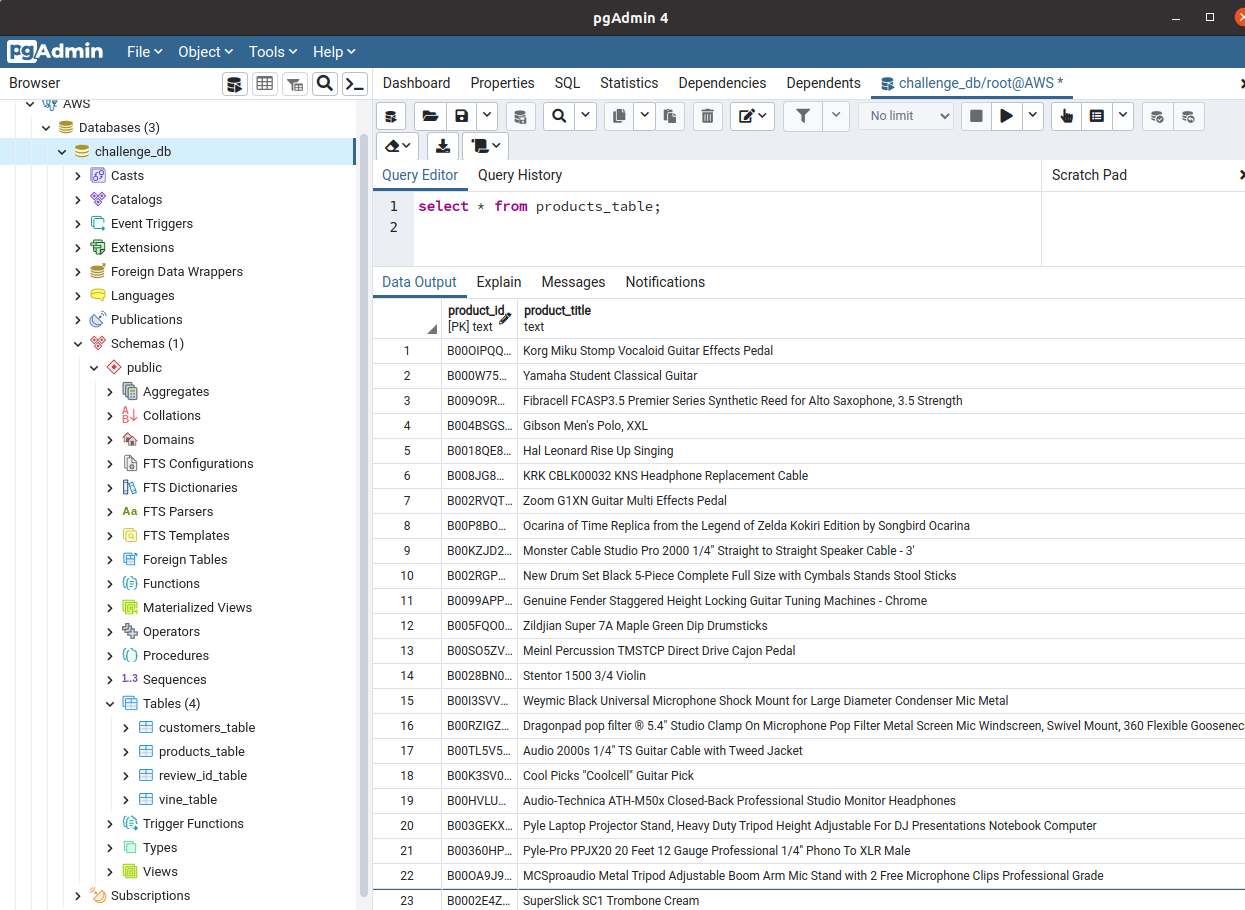 pgAdmin 4
pgAdmin File Object Tools Help
Browser
Dashboard Properties SQL Statistics Dependencies Dependents challenge_db/root@AWS *
No limit
AWS
Databases (3)
challenge_db
Casts
Catalogs
Event Triggers
Extensions
Foreign Data Wrappers
Languages
Publications
Schemas (1)
public
Aggregates
Collations
Domains
FTS Configurations
FTS Dictionaries
Aa FTS Parsers
FTS Templates
Foreign Tables
Functions
Materialized Views
Operators
Procedures
1..3 Sequences
Tables (4)
customers_table
products_table
review_id_table
vine_table
Trigger Functions
Types
Views
Subscriptions
Query Editor Query History
Scratch Pad
1 select * from products_table;
2
Data Output Explain Messages Notifications
product_id product_title
[PK] text text
1 B00OIPQQ... Korg Miku Stomp Vocaloid Guitar Effects Pedal
2 B000W75... Yamaha Student Classical Guitar
3 B009O9R... Fibracell FCASP3.5 Premier Series Synthetic Reed for Alto Saxophone, 3.5 Strength
4 B004BSGS... Gibson Men's Polo, XXL
5 B0018QE8... Hal Leonard Rise Up Singing
6 B008JG8... KRK CBLK00032 KNS Headphone Replacement Cable
7 B002RVQT... Zoom G1XN Guitar Multi Effects Pedal
8 B00P8BO... Ocarina of Time Replica from the Legend of Zelda Kokiri Edition by Songbird Ocarina
9 B00KZJD2... Monster Cable Studio Pro 2000 1/4" Straight to Straight Speaker Cable - 3'
10 B002RGP... New Drum Set Black 5-Piece Complete Full Size with Cymbals Stands Stool Sticks
11 B0099APP... Genuine Fender Staggered Height Locking Guitar Tuning Machines - Chrome
12 B005FQO0... Zildjian Super 7A Maple Green Dip Drumsticks
13 B00SO5ZV... Meinl Percussion TMSTCP Direct Drive Cajon Pedal
14 B0028BN0... Stentor 1500 3/4 Violin
15 B00I3SVV... Weymic Black Universal Microphone Shock Mount for Large Diameter Condenser Mic Metal
16 B00RZIGZ... Dragonpad pop filter ® 5.4" Studio Clamp On Microphone Pop Filter Metal Screen Mic Windscreen, Swivel Mount, 360 Flexible Goosenec
17 B00TL5V5... Audio 2000s 1/4" TS Guitar Cable with Tweed Jacket
18 B00K3SV0... Cool Picks "Coolcell" Guitar Pick
19 B00HVLU... Audio-Technica ATH-M50x Closed-Back Professional Studio Monitor Headphones
20 B003GEKX... Pyle Laptop Projector Stand, Heavy Duty Tripod Height Adjustable For DJ Presentations Notebook Computer
21 B00360HP... Pyle-Pro PPJX20 20 Feet 12 Gauge Professional 1/4" Phono To XLR Male
22 B00OA9J9... MCSproaudio Metal Tripod Adjustable Boom Arm Mic Stand with 2 Free Microphone Clips Professional Grade
23 B0002E4Z... SuperSlick SC1 Trombone Cream